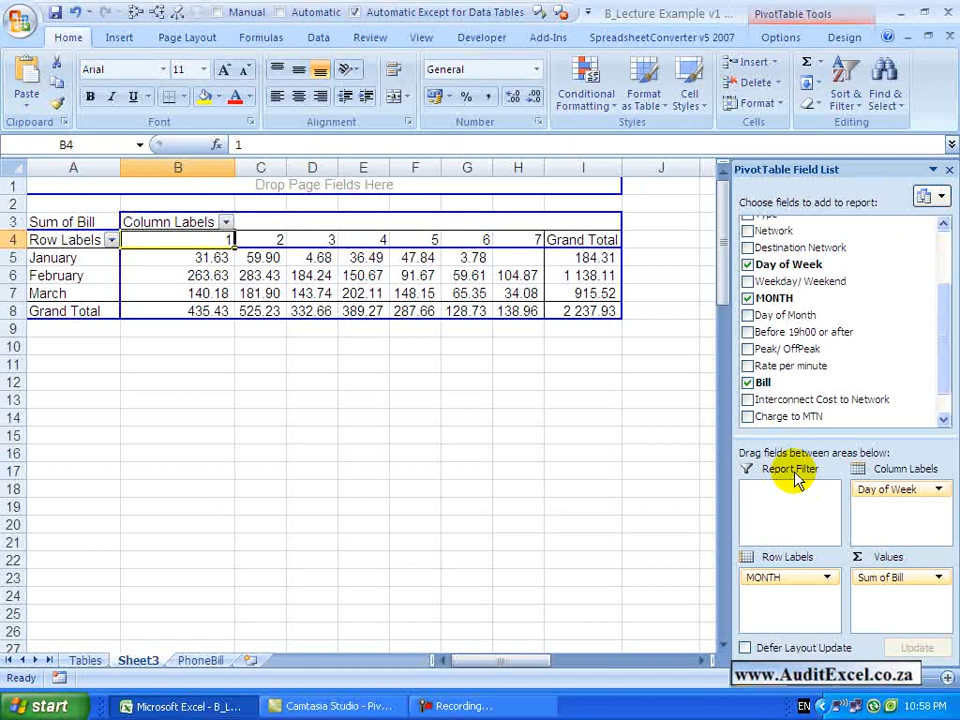 Manual Automatic Automatic Except for Data Tables B_Lecture Example v1 ... PivotTable Tools
Home Insert Page Layout Formulas Data Review View Developer Add-Ins SpreadsheetConverter v5 2007 Options Design
Paste Arial 11 General Conditional Formatting Format as Table Cell Styles Insert Delete Format Sort & Filter Find & Select
B I U
Clipboard Font Alignment Number Styles Cells Editing
B4 1
A B C D E F G H I J
1 Drop Page Fields Here
2
3 Sum of Bill Column Labels
4 Row Labels 1 2 3 4 5 6 7 Grand Total
5 January 31.63 59.90 4.68 36.49 47.84 3.78 184.31
6 February 263.63 283.43 184.24 150.67 91.67 59.61 104.87 1 138.11
7 March 140.18 181.90 143.74 202.11 148.15 65.35 34.08 915.52
8 Grand Total 435.43 525.23 332.66 389.27 287.66 128.73 138.96 2 237.93
9
10
11
12
13
14
15
16
17
18
19
20
21
22
23
24
25
26
27
PivotTable Field List
Choose fields to add to report:
Type
Network
Destination Network
Day of Week
Weekday/ Weekend
MONTH
Day of Month
Before 19h00 or after
Peak/ OffPeak
Rate per minute
Bill
Interconnect Cost to Network
Charge to MTN
Drag fields between areas below:
Report Filter Column Labels
Day of Week
Row Labels Σ Values
MONTH Sum of Bill
Defer Layout Update Update
Tables Sheet3 PhoneBill
Ready
www.AuditExcel.co.za
start Microsoft Excel - B_L... Camtasia Studio - Piv... Recording... EN 10:58 PM